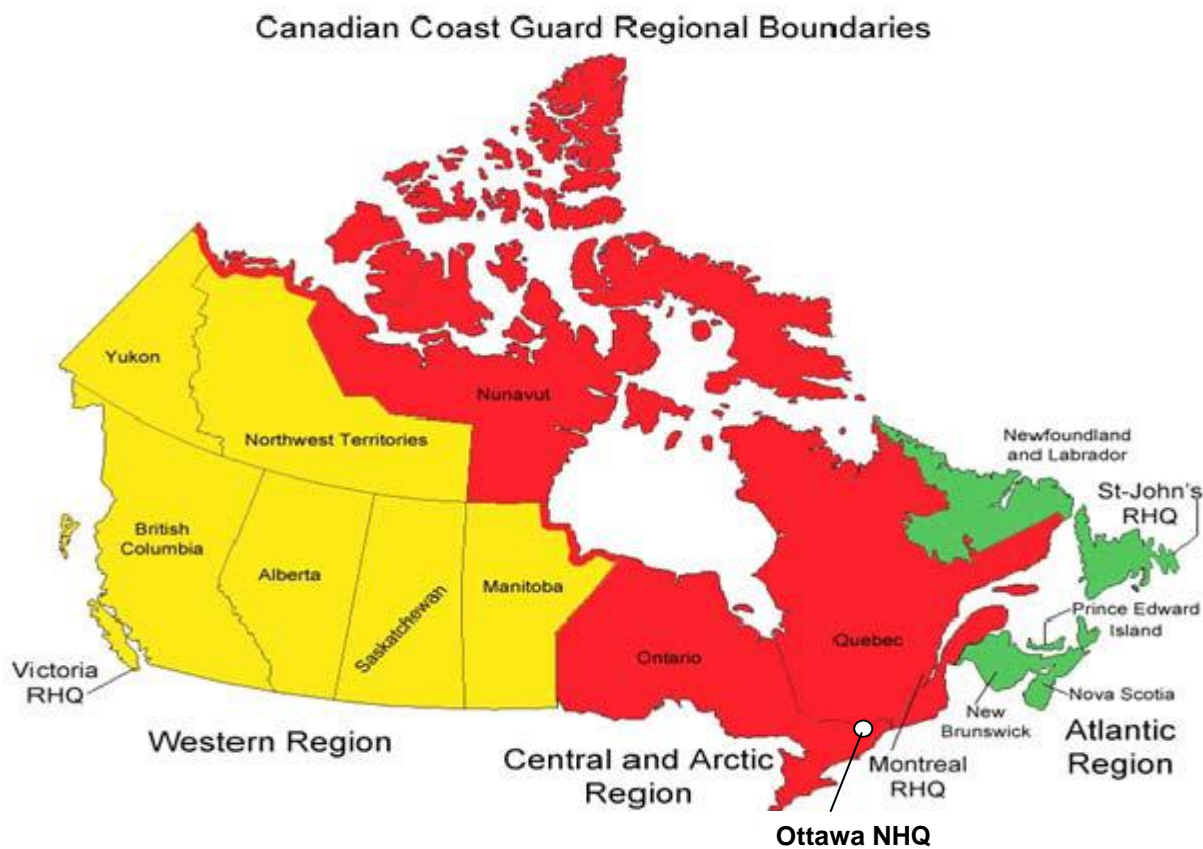 Canadian Coast Guard Regional Boundaries
Yukon
Nunavut
Northwest Territories
Newfoundland
and Labrador
St-John's
RHQ
British
Columbia
Alberta
Saskatchewan
Manitoba
Prince Edward
Island
Ontario
Quebec
Victoria
RHQ
Nova Scotia
New
Brunswick
Western Region
Central and Arctic
Region
Montreal
RHQ
Atlantic
Region
Ottawa NHQ